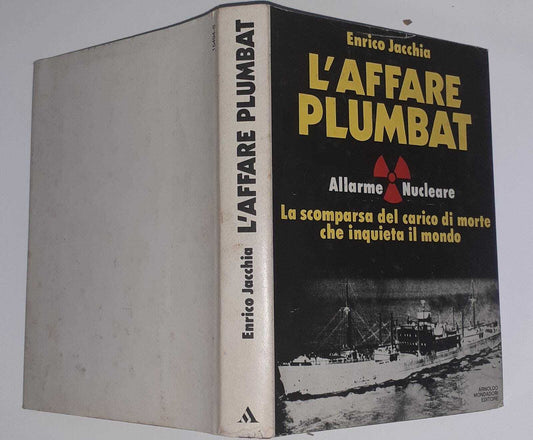 Enrico Jacchia
L'AFFARE
PLUMBAT
Allarme Nucleare
La scomparsa del carico di morte
che inquieta il mondo
ARNOLDO
MONDADORI
EDITORE
Enrico Jacchia L'AFFARE PLUMBAT